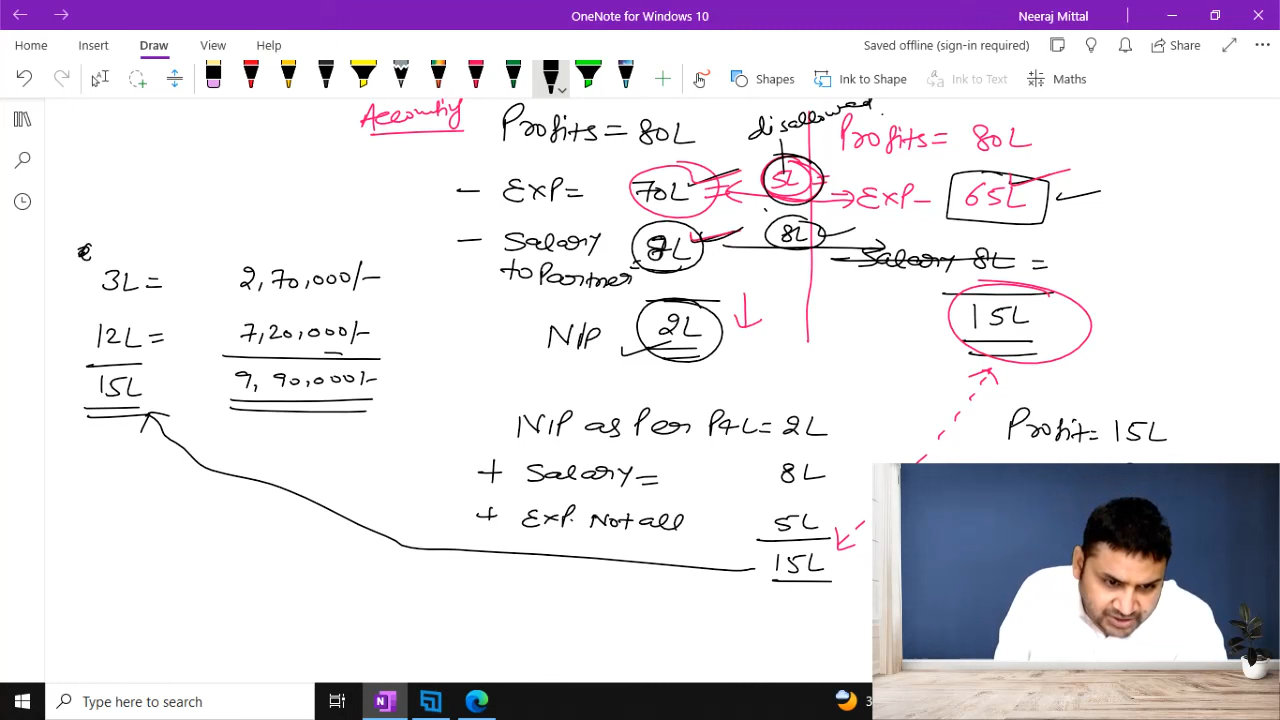 OneNote for Windows 10
Neeraj Mittal
Home Insert Draw View Help
Saved offline (sign-in required)
Share
Shapes
Ink to Shape
Ink to Text
Maths
Accounting
Profits = 80L
disallowed
Profits = 80L
- EXP = 70L
5L
EXP - 65L
- Salary to Partner = 8L
8L
Salary 8L =
N/P 2L
15L
3L = 2,70,000/-
12L = 7,20,000/-
15L 9,90,000/-
N/P as Per P+L = 2L
+ Salary = 8L
+ EXP. Not all 5L
15L
Profit = 15L
Type here to search